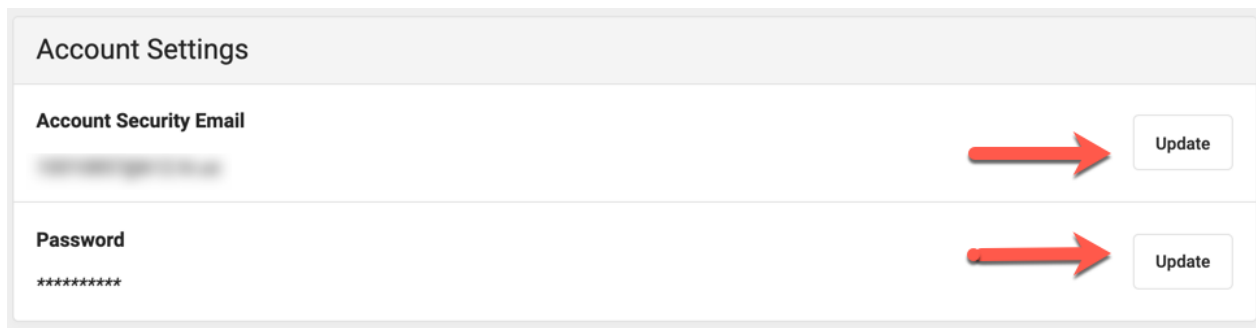 Account Settings
Account Security Email
Update
Password
Update
**********